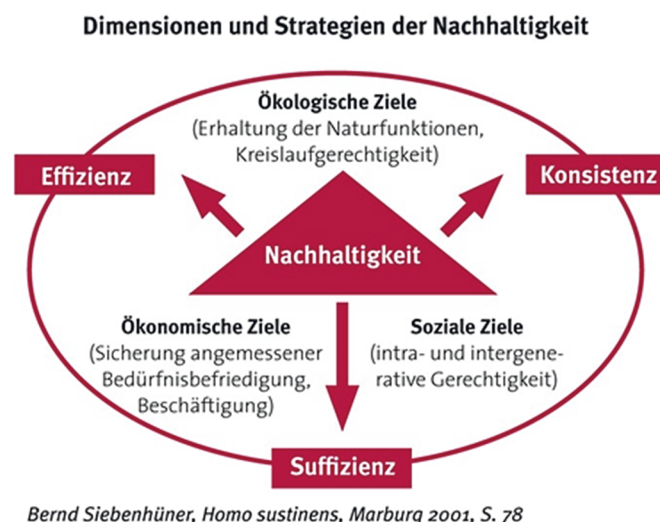 Dimensionen und Strategien der Nachhaltigkeit
Ökologische Ziele
(Erhaltung der Naturfunktionen,
Kreislaufgerechtigkeit)
Effizienz
Konsistenz
Nachhaltigkeit
Ökonomische Ziele
(Sicherung angemessener
Bedürfnisbefriedigung,
Beschäftigung)
Soziale Ziele
(intra- und intergene-
rative Gerechtigkeit)
Suffizienz
Bernd Siebenhüner, Homo sustinens, Marburg 2001, S. 78